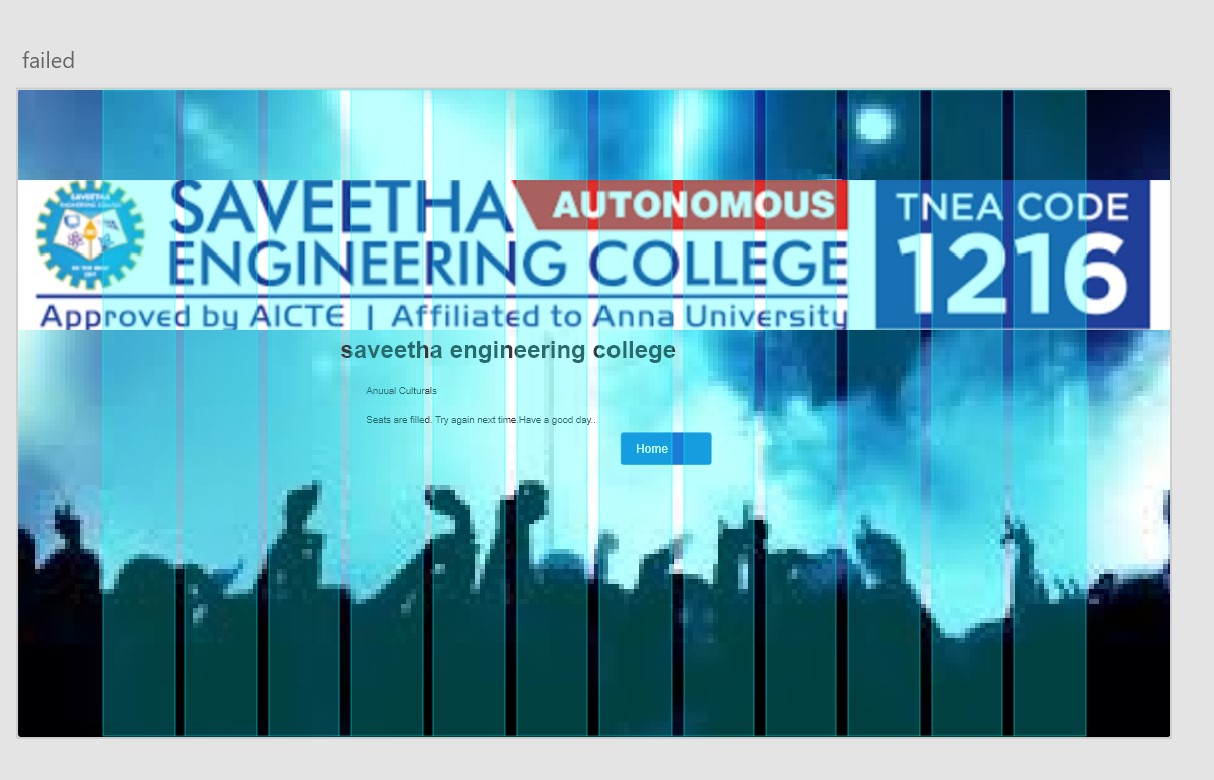 failed
SAVEETHA
AUTONOMOUS
ENGINEERING COLLEGE
Approved by AICTE | Affiliated to Anna University
TNEA CODE
1216
saveetha engineering college
Anuual Culturals
Seats are filled. Try again next time.Have a good day..
Home